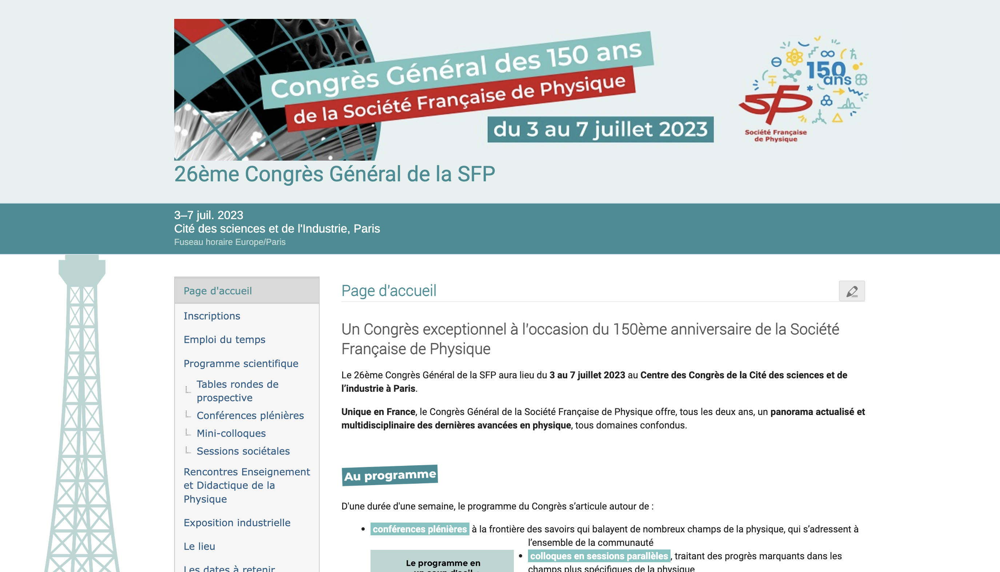 Congrès Général des 150 ans
de la Société Française de Physique
du 3 au 7 juillet 2023
150
ans
sfp
Société Française
de Physique
26ème Congrès Général de la SFP
3–7 juil. 2023
Cité des sciences et de l'Industrie, Paris
Fuseau horaire Europe/Paris
Page d'accueil
Inscriptions
Emploi du temps
Programme scientifique
Tables rondes de
prospective
Conférences plénières
Mini-colloques
Sessions sociétales
Rencontres Enseignement
et Didactique de la
Physique
Exposition industrielle
Le lieu
Les dates à retenir
Page d'accueil
Un Congrès exceptionnel à l'occasion du 150ème anniversaire de la Société
Française de Physique
Le 26ème Congrès Général de la SFP aura lieu du 3 au 7 juillet 2023 au Centre des Congrès de la Cité des sciences et de
l’industrie à Paris.
Unique en France, le Congrès Général de la Société Française de Physique offre, tous les deux ans, un panorama actualisé et
multidisciplinaire des dernières avancées en physique, tous domaines confondus.
Au programme
D'une durée d'une semaine, le programme du Congrès s’articule autour de :
• conférences plénières à la frontière des savoirs qui balayent de nombreux champs de la physique, qui s’adressent à
l’ensemble de la communauté
• colloques en sessions parallèles, traitant des progrès marquants dans les
champs plus spécifiques de la physique
Le programme en
un coup d'oeil :